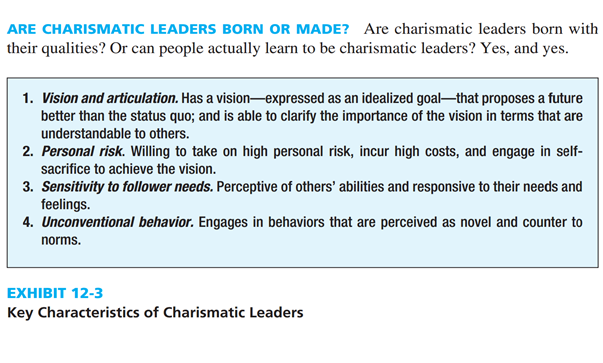 ARE CHARISMATIC LEADERS BORN OR MADE? Are charismatic leaders born with
their qualities? Or can people actually learn to be charismatic leaders? Yes, and yes.
1. Vision and articulation. Has a vision—expressed as an idealized goal—that proposes a future
better than the status quo; and is able to clarify the importance of the vision in terms that are
understandable to others.
2. Personal risk. Willing to take on high personal risk, incur high costs, and engage in self-
sacrifice to achieve the vision.
3. Sensitivity to follower needs. Perceptive of others' abilities and responsive to their needs and
feelings.
4. Unconventional behavior. Engages in behaviors that are perceived as novel and counter to
norms.
EXHIBIT 12-3
Key Characteristics of Charismatic Leaders